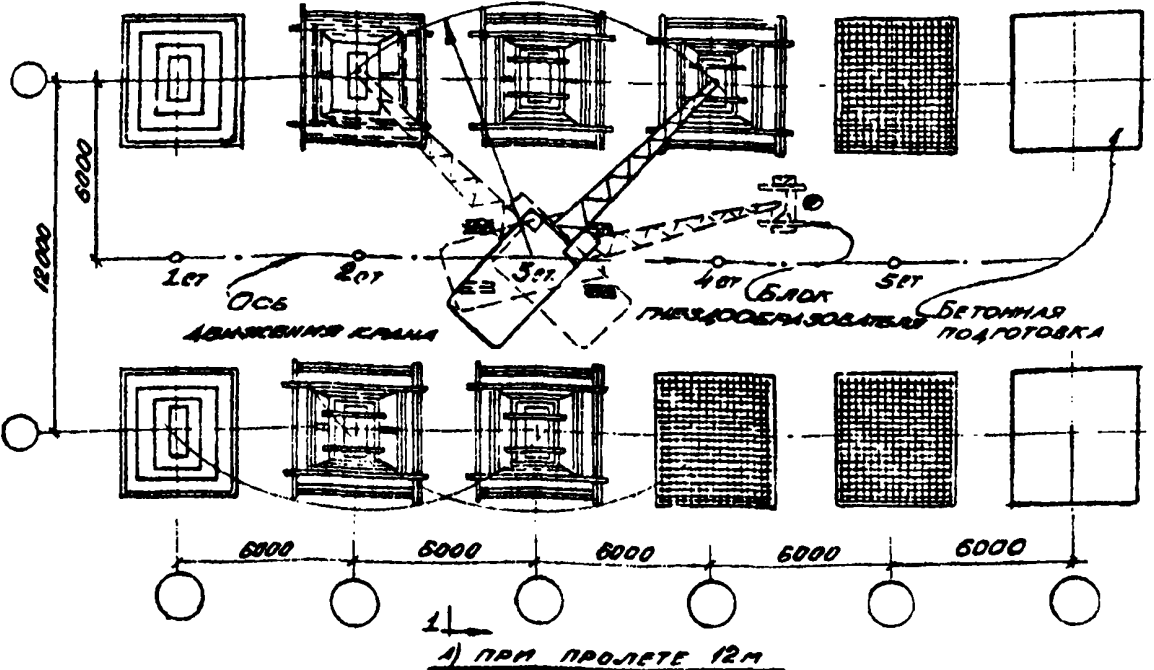 6000
12000
1ст
2ст
3ст.
4ст
5ст
Ось
движения крана
Блок
гнездообразователя
Бетонная
подготовка
6000
6000
6000
6000
6000
1
А) при пролете 12м